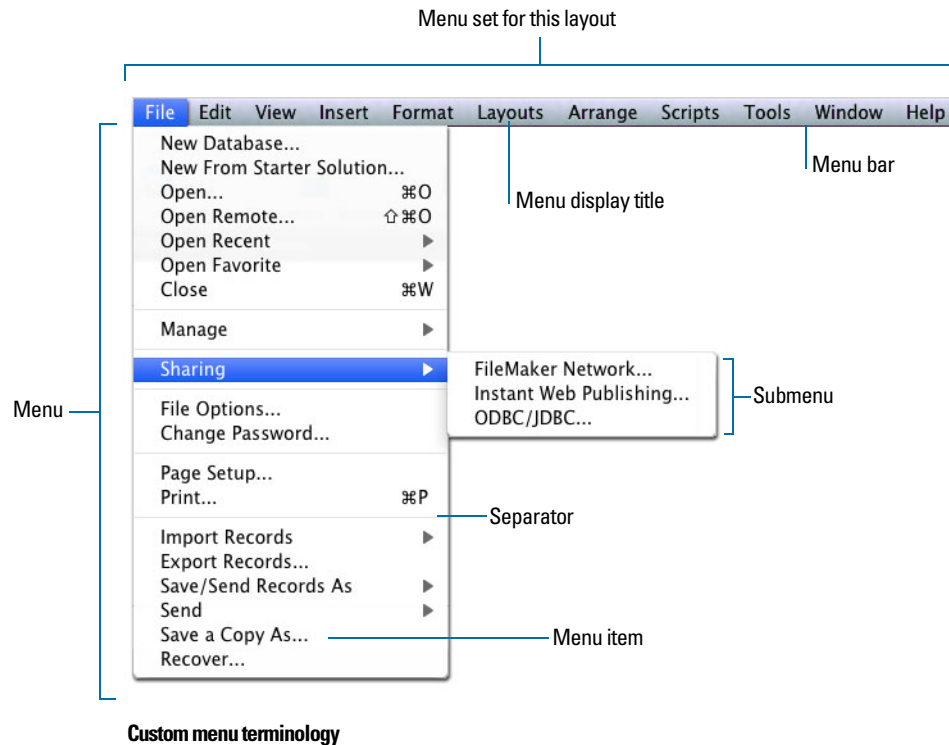 Menu set for this layout
File Edit View Insert Format Layouts Arrange Scripts Tools Window Help
Menu bar
Menu display title
New Database...
New From Starter Solution...
Open... ⌘O
Open Remote... ⇧⌘O
Open Recent ▶
Open Favorite ▶
Close ⌘W
Manage ▶
Sharing ▶
FileMaker Network...
Instant Web Publishing...
ODBC/JDBC...
Submenu
Menu
File Options...
Change Password...
Page Setup...
Print... ⌘P
Separator
Import Records ▶
Export Records...
Save/Send Records As ▶
Send ▶
Save a Copy As...
Menu item
Recover...
Custom menu terminology